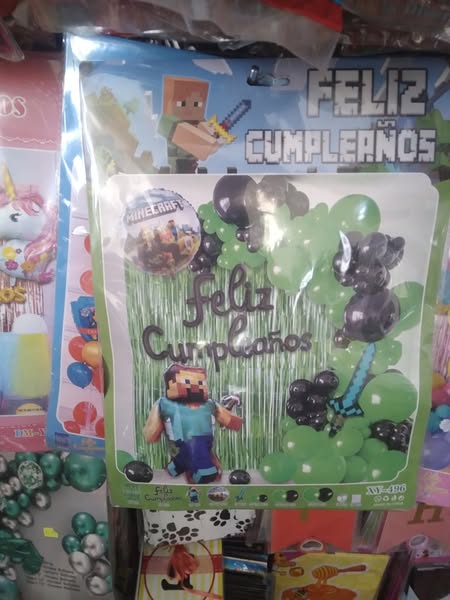 FELIZ
CUMPLEAÑOS
MINECRAFT
feliz
Cumpleaños
feliz
Cumpleaños
XY-496